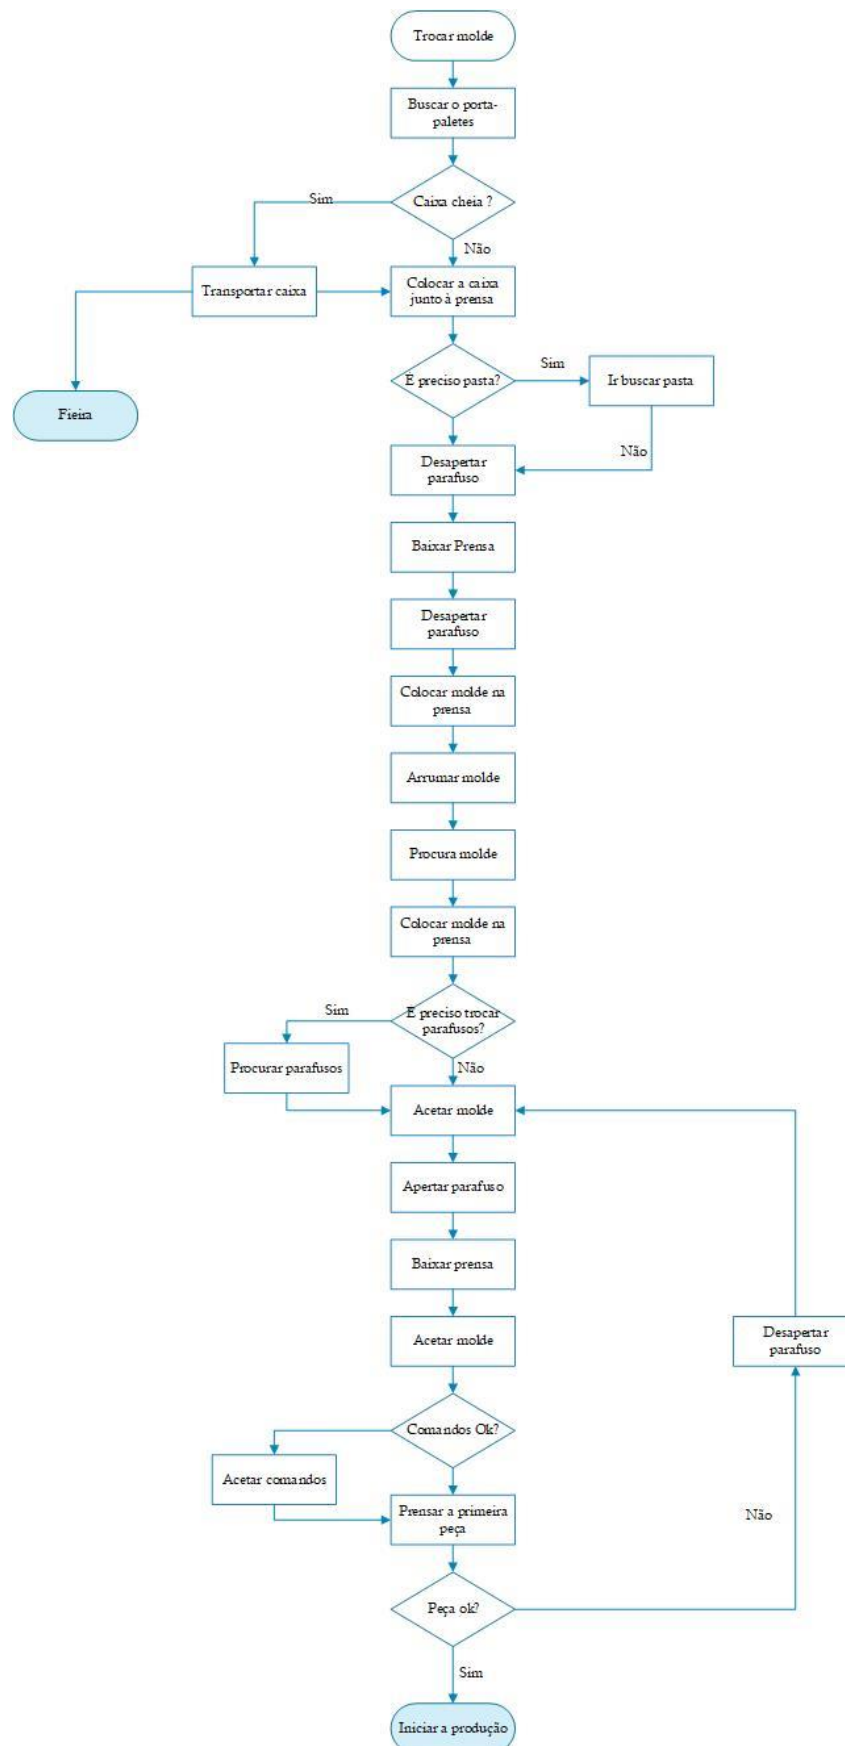 Trocar molde
Buscar o porta-
paletes
Caixa cheia ?
Sim
Não
Transportar caixa
Colocar a caixa
junto à prensa
E preciso pasta?
Sim
Ir buscar pasta
Fieira
Não
Desapertar
parafuso
Baixar Prensa
Desapertar
parafuso
Colocar molde na
prensa
Arrumar molde
Procura molde
Colocar molde na
prensa
E preciso trocar
parafusos?
Sim
Não
Procurar parafusos
Acetar molde
Apertar parafuso
Baixar prensa
Acetar molde
Desapertar
parafuso
Comandos Ok?
Acetar comandos
Prensar a primeira
peça
Não
Peça ok?
Sim
Iniciar a produção